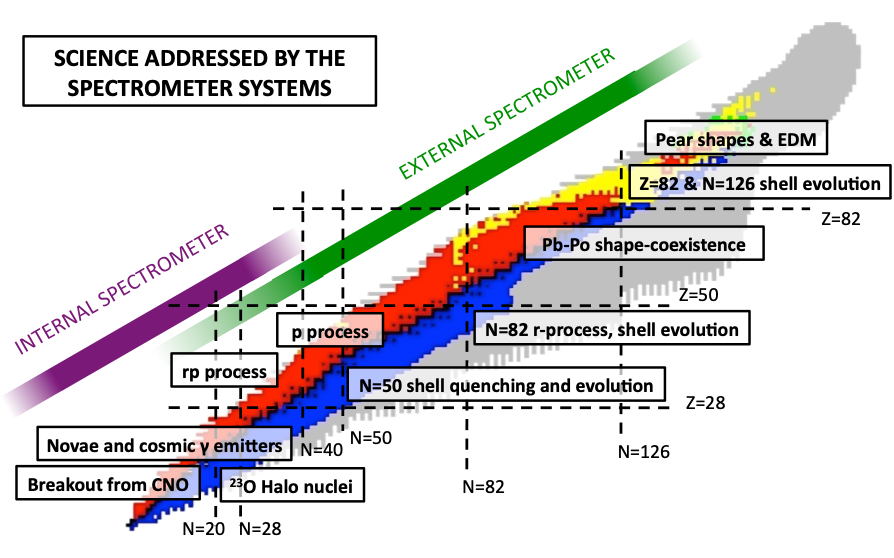 SCIENCE ADDRESSED BY THE
SPECTROMETER SYSTEMS
EXTERNAL SPECTROMETER
INTERNAL SPECTROMETER
Pear shapes & EDM
Z=82 & N=126 shell evolution
Z=82
Pb-Po shape-coexistence
Z=50
p process
N=82 r-process, shell evolution
rp process
N=50 shell quenching and evolution
Z=28
Novae and cosmic γ emitters
N=40
N=50
N=126
Breakout from CNO
²³O Halo nuclei
N=82
N=20
N=28